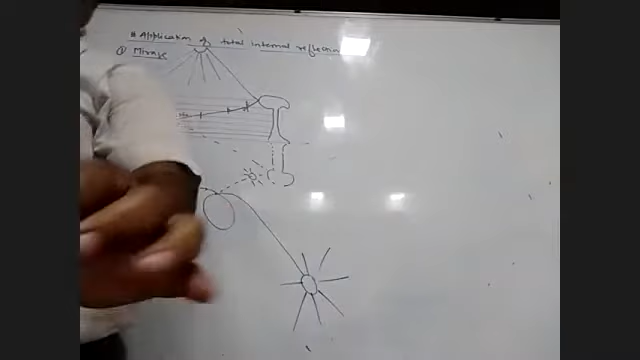 # Application of total internal reflection
① Mirage